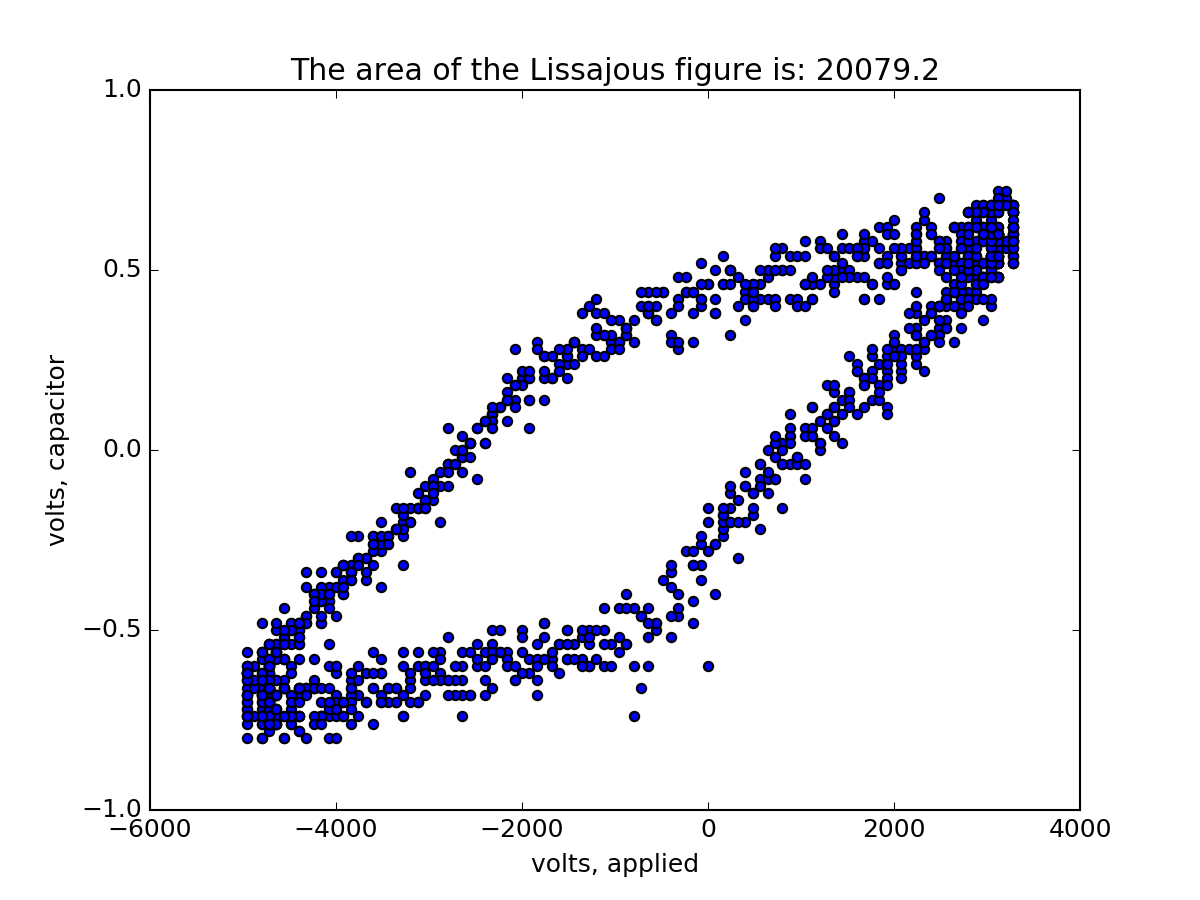 The area of the Lissajous figure is: 20079.2
1.0
0.5
0.0
−0.5
−1.0
volts, capacitor
−6000 −4000 −2000 0 2000 4000
volts, applied